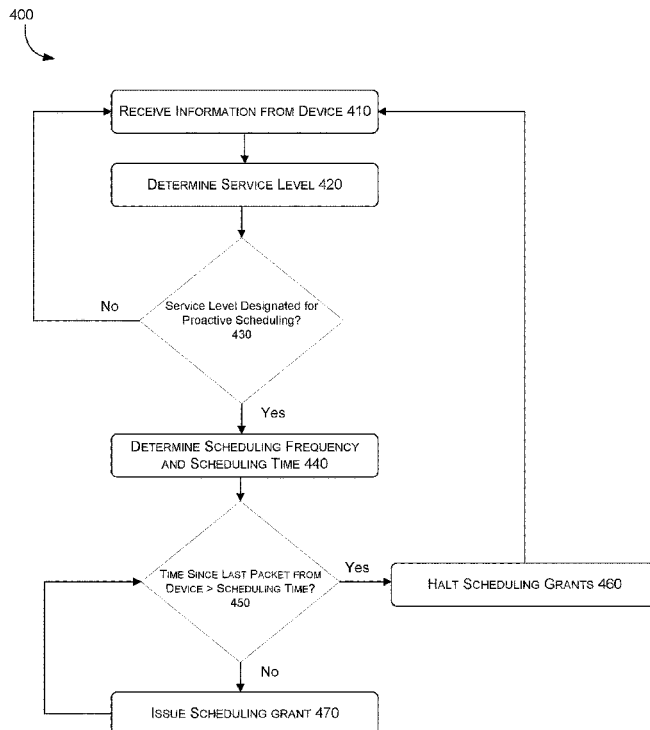 400
RECEIVE INFORMATION FROM DEVICE 410
DETERMINE SERVICE LEVEL 420
No
Service Level Designated for
Proactive Scheduling?
430
Yes
DETERMINE SCHEDULING FREQUENCY
AND SCHEDULING TIME 440
TIME SINCE LAST PACKET FROM
DEVICE > SCHEDULING TIME?
450
Yes
HALT SCHEDULING GRANTS 460
No
ISSUE SCHEDULING GRANT 470